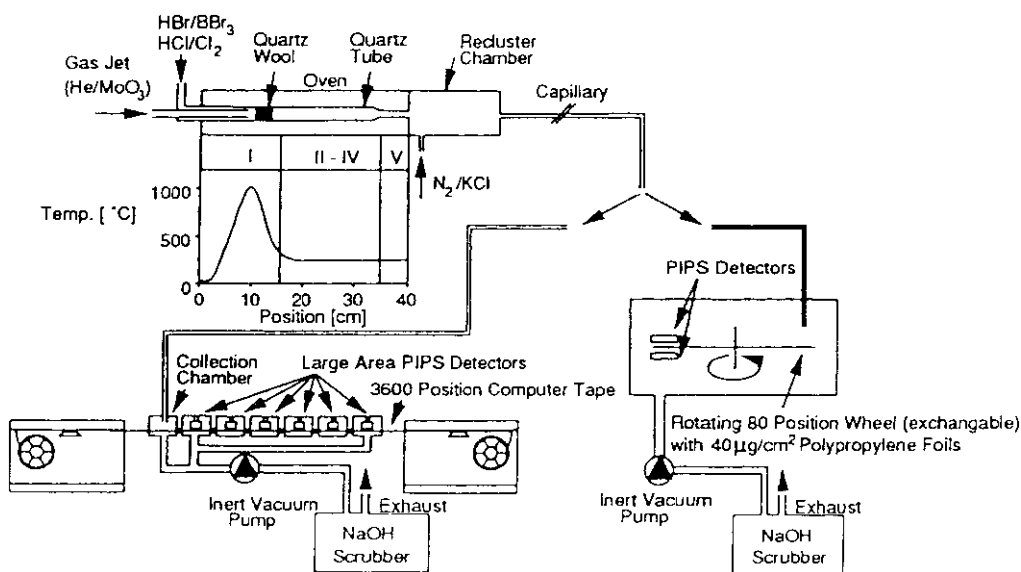 HBr/BBr3
HCl/Cl2
Quartz
Wool
Quartz
Tube
Recluster
Chamber
Gas Jet
(He/MoO3)
Oven
Capillary
I
II - IV
V
N2/KCl
1000
Temp. [ °C]
500
0
0
10
20
30
40
Position [cm]
PIPS Detectors
Collection
Chamber
Large Area PIPS Detectors
3600 Position Computer Tape
Rotating 80 Position Wheel (exchangable)
with 40μg/cm2 Polypropylene Foils
Inert Vacuum
Pump
Exhaust
NaOH
Scrubber
Inert Vacuum
Pump
Exhaust
NaOH
Scrubber